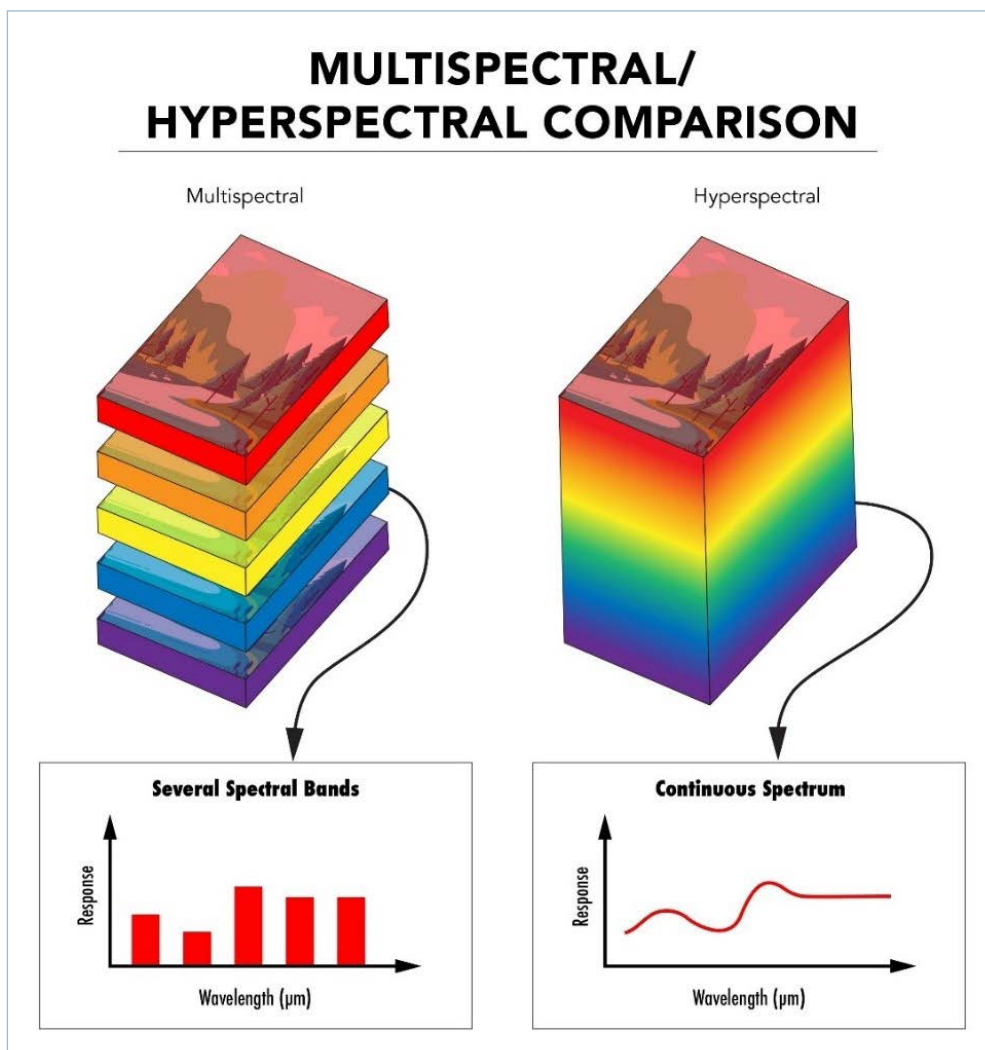 MULTISPECTRAL/
HYPERSPECTRAL COMPARISON
Multispectral
Hyperspectral
Several Spectral Bands
Response
Wavelength (μm)
Continuous Spectrum
Response
Wavelength (μm)